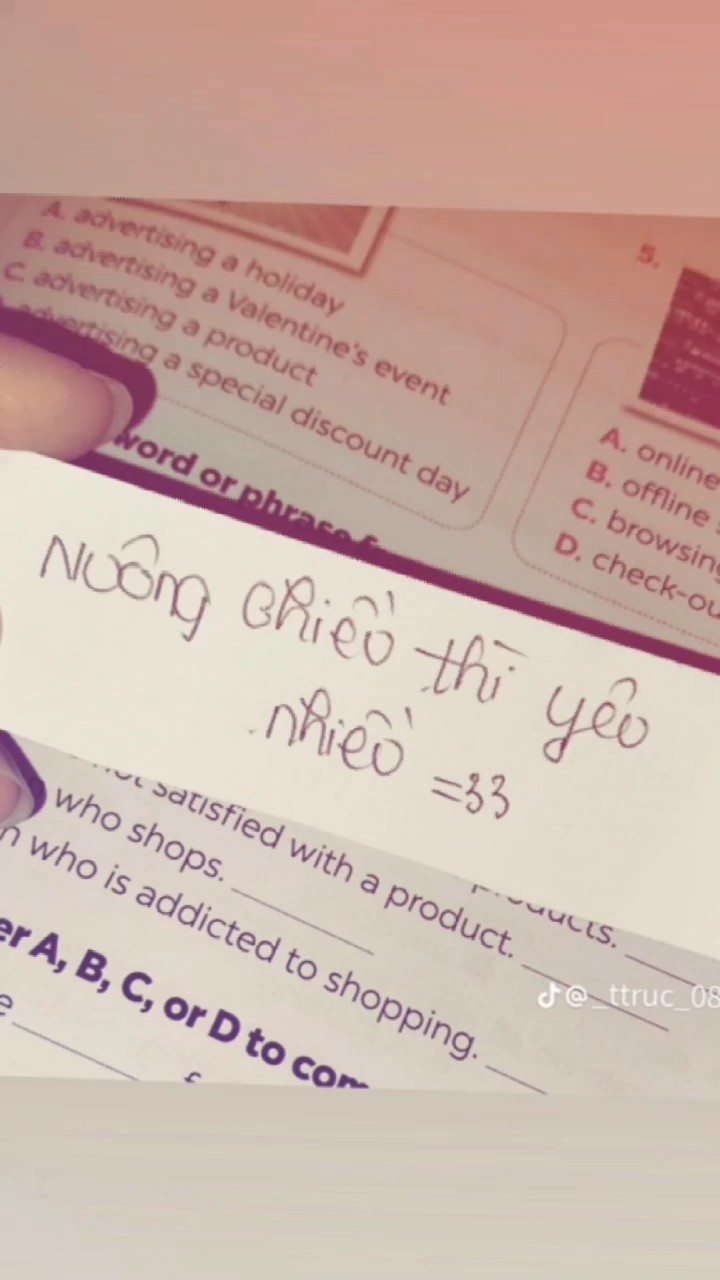 A. advertising a holiday
B. advertising a Valentine's event
C. advertising a product
advertising a special discount day
word or phrase
5.
A. online
B. offline
C. browsing
D. check-ou
Nuông chiều thì yêu
nhiều =33
not satisfied with a product.
products.
who shops.
who is addicted to shopping.
er A, B, C, or D to com
@_ttruc_08